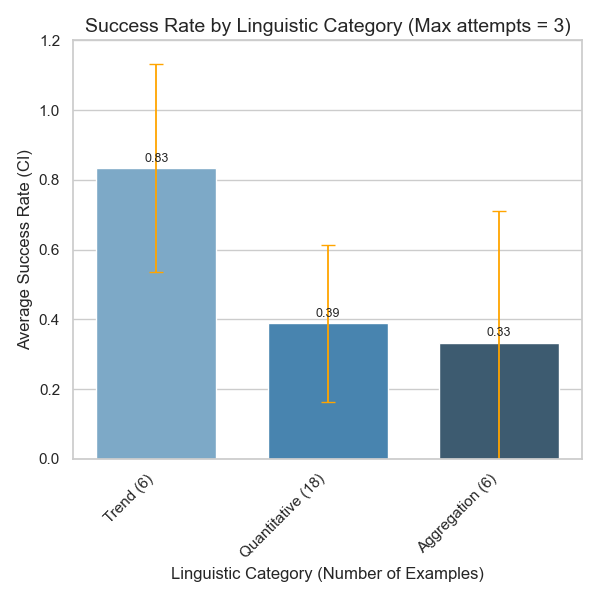 Success Rate by Linguistic Category (Max attempts = 3)
Average Success Rate (CI)
1.2
1.0
0.8
0.6
0.4
0.2
0.0
0.83
0.39
0.33
Trend (6)
Quantitative (18)
Aggregation (6)
Linguistic Category (Number of Examples)